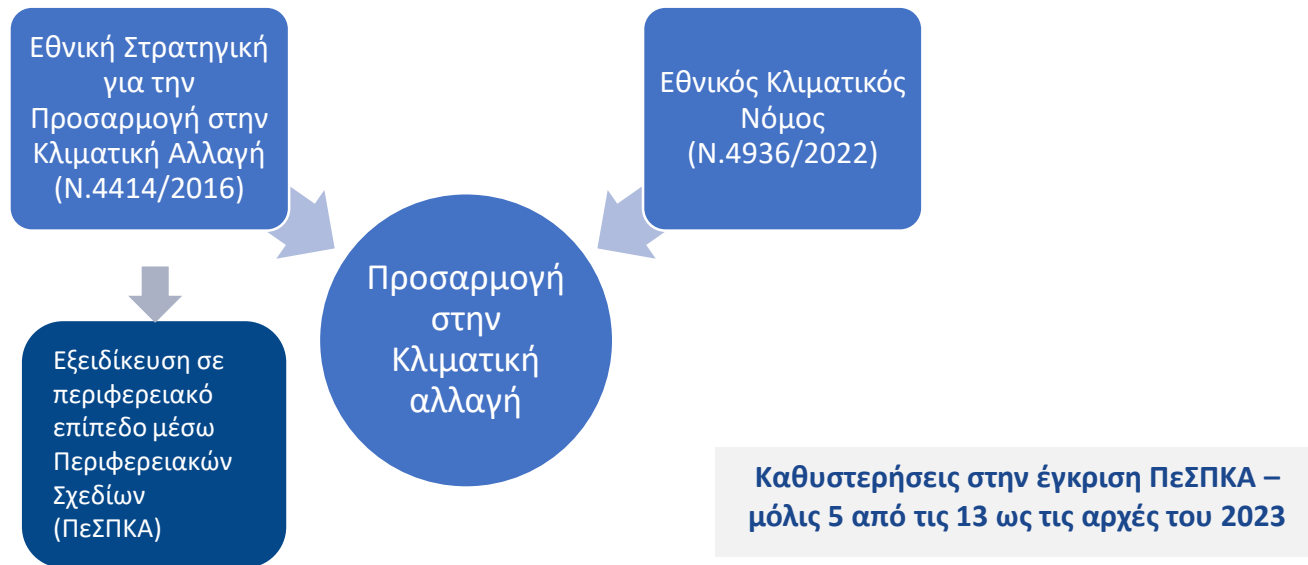 Εθνική Στρατηγική
για την
Προσαρμογή στην
Κλιματική Αλλαγή
(Ν.4414/2016)
Εθνικός Κλιματικός
Νόμος
(Ν.4936/2022)
Προσαρμογή
στην
Κλιματική
αλλαγή
Εξειδίκευση σε
περιφερειακό
επίπεδο μέσω
Περιφερειακών
Σχεδίων
(ΠεΣΠΚΑ)
Καθυστερήσεις στην έγκριση ΠεΣΠΚΑ –
μόλις 5 από τις 13 ως τις αρχές του 2023